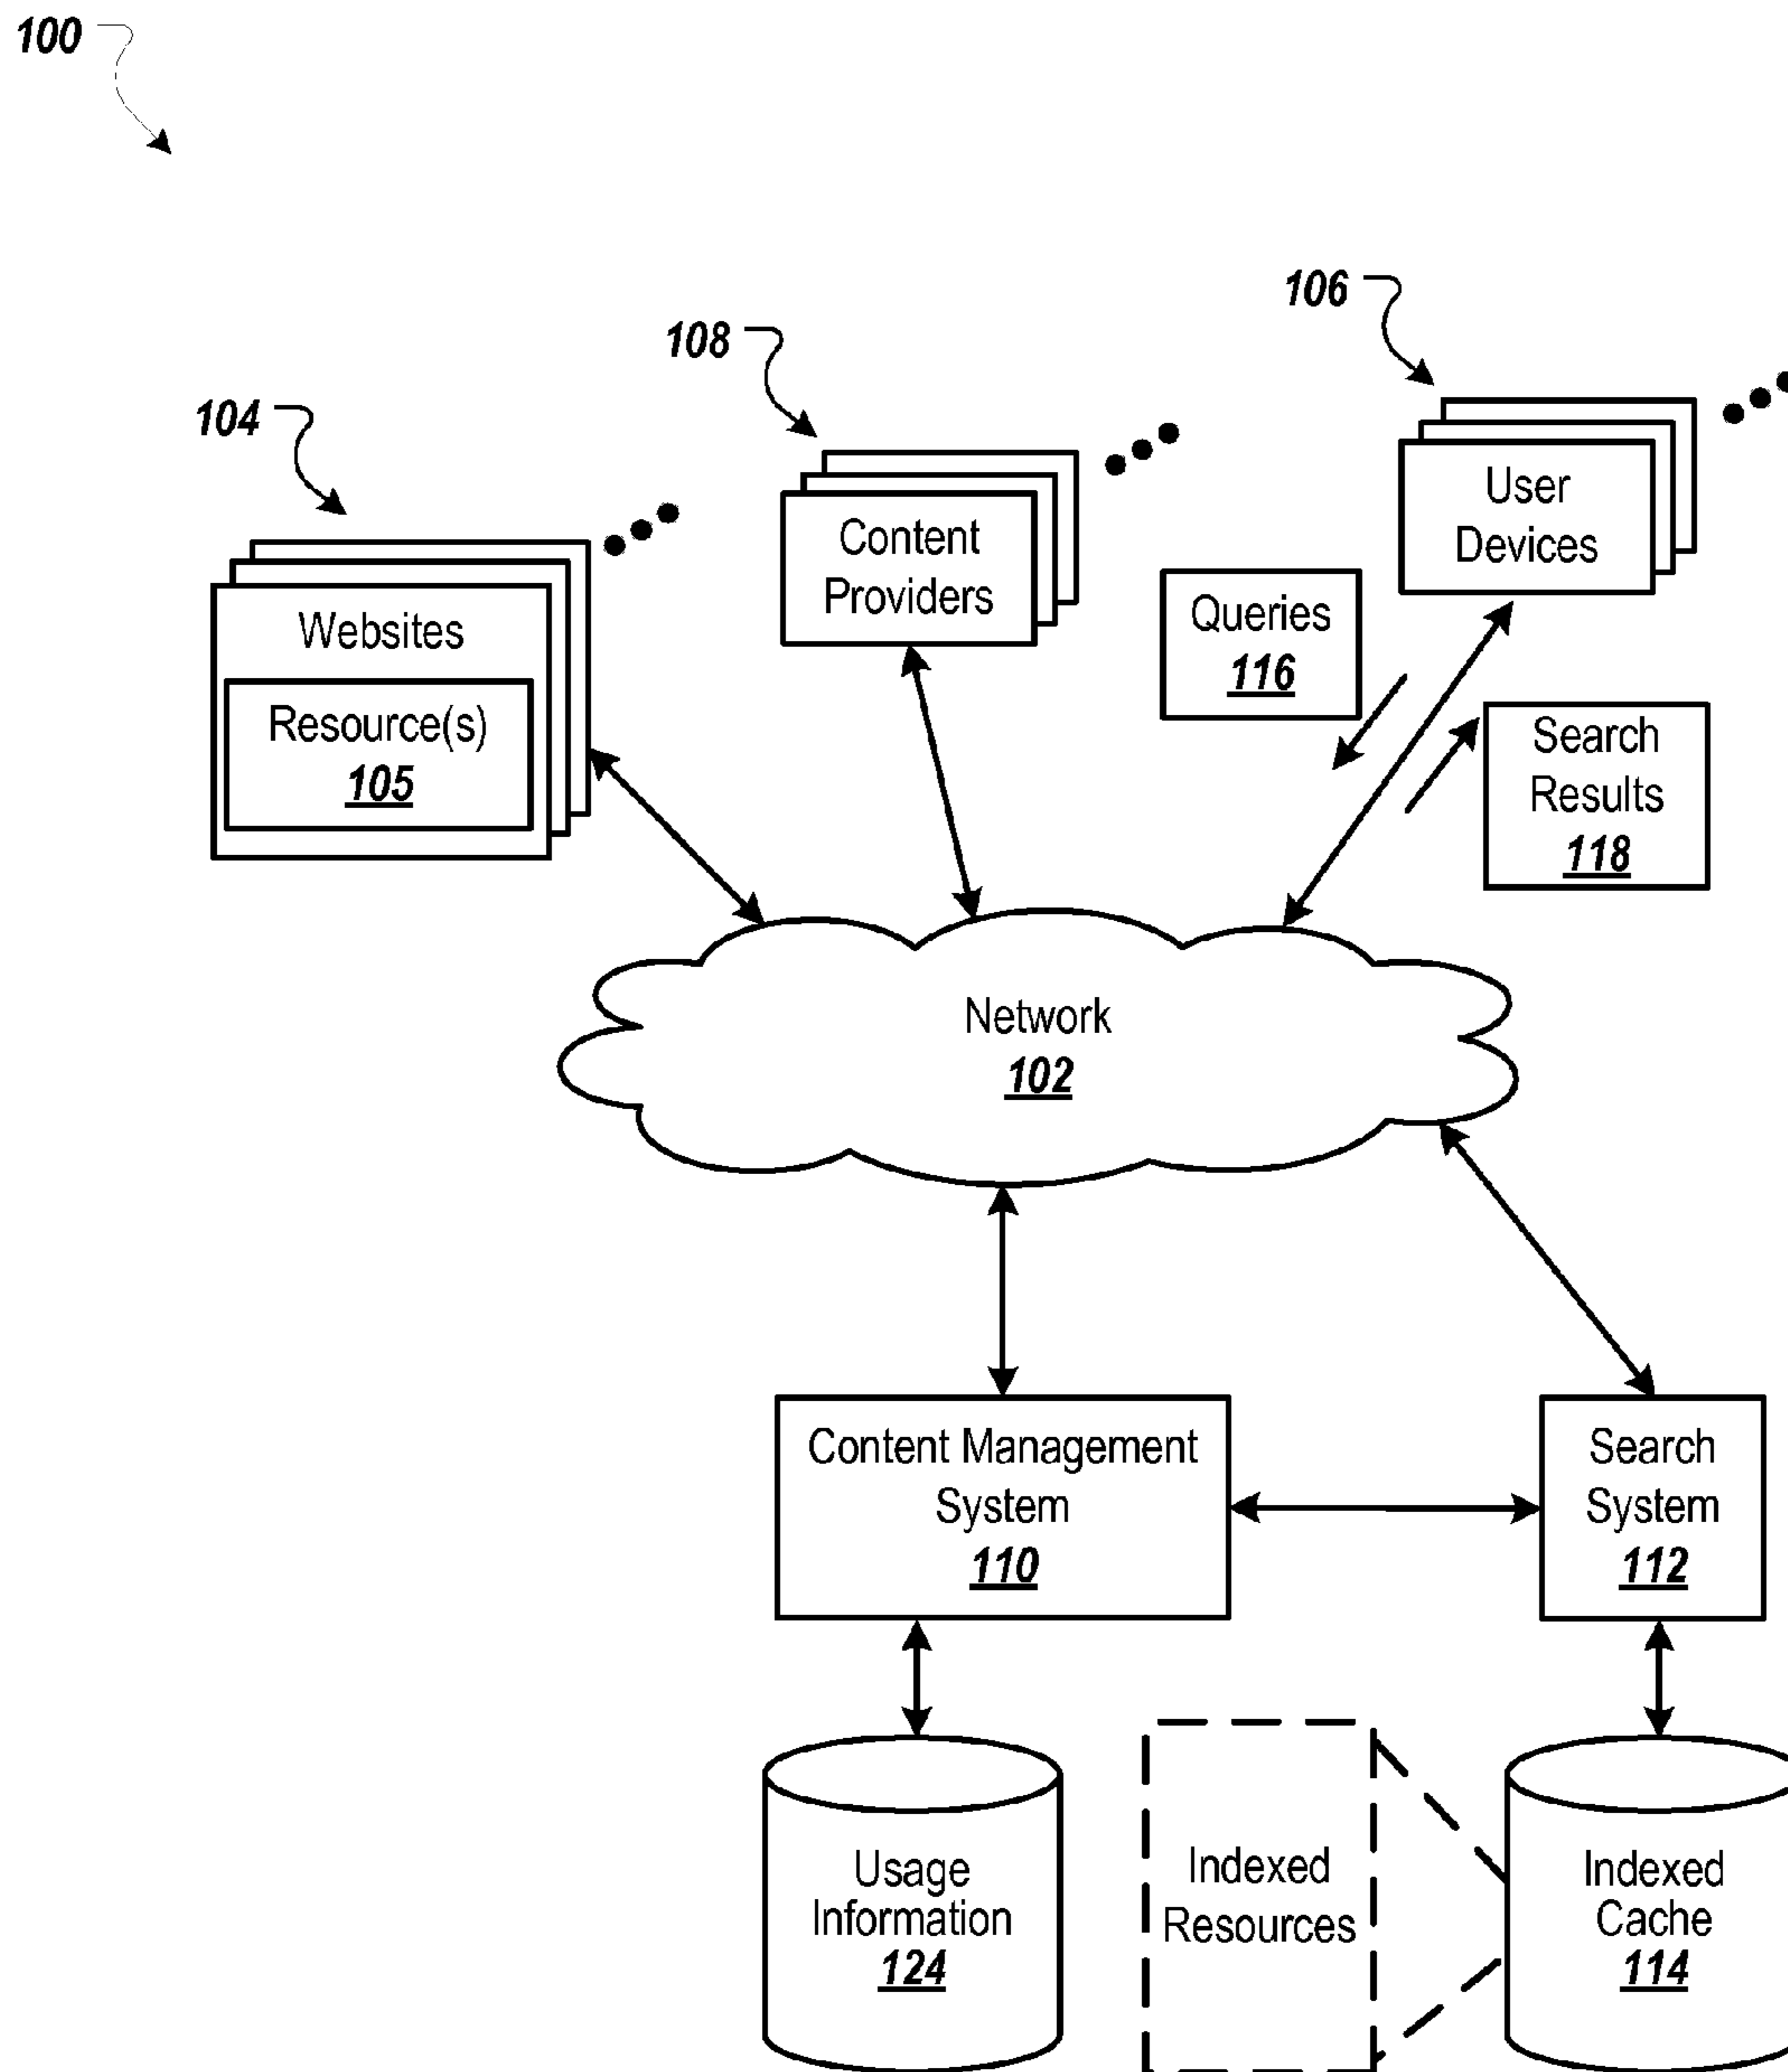 100
106
108
104
User
Devices
Content
Providers
Queries
116
Websites
Resource(s)
105
Search
Results
118
Network
102
Content Management
System
110
Search
System
112
Usage
Information
124
Indexed
Resources
Indexed
Cache
114